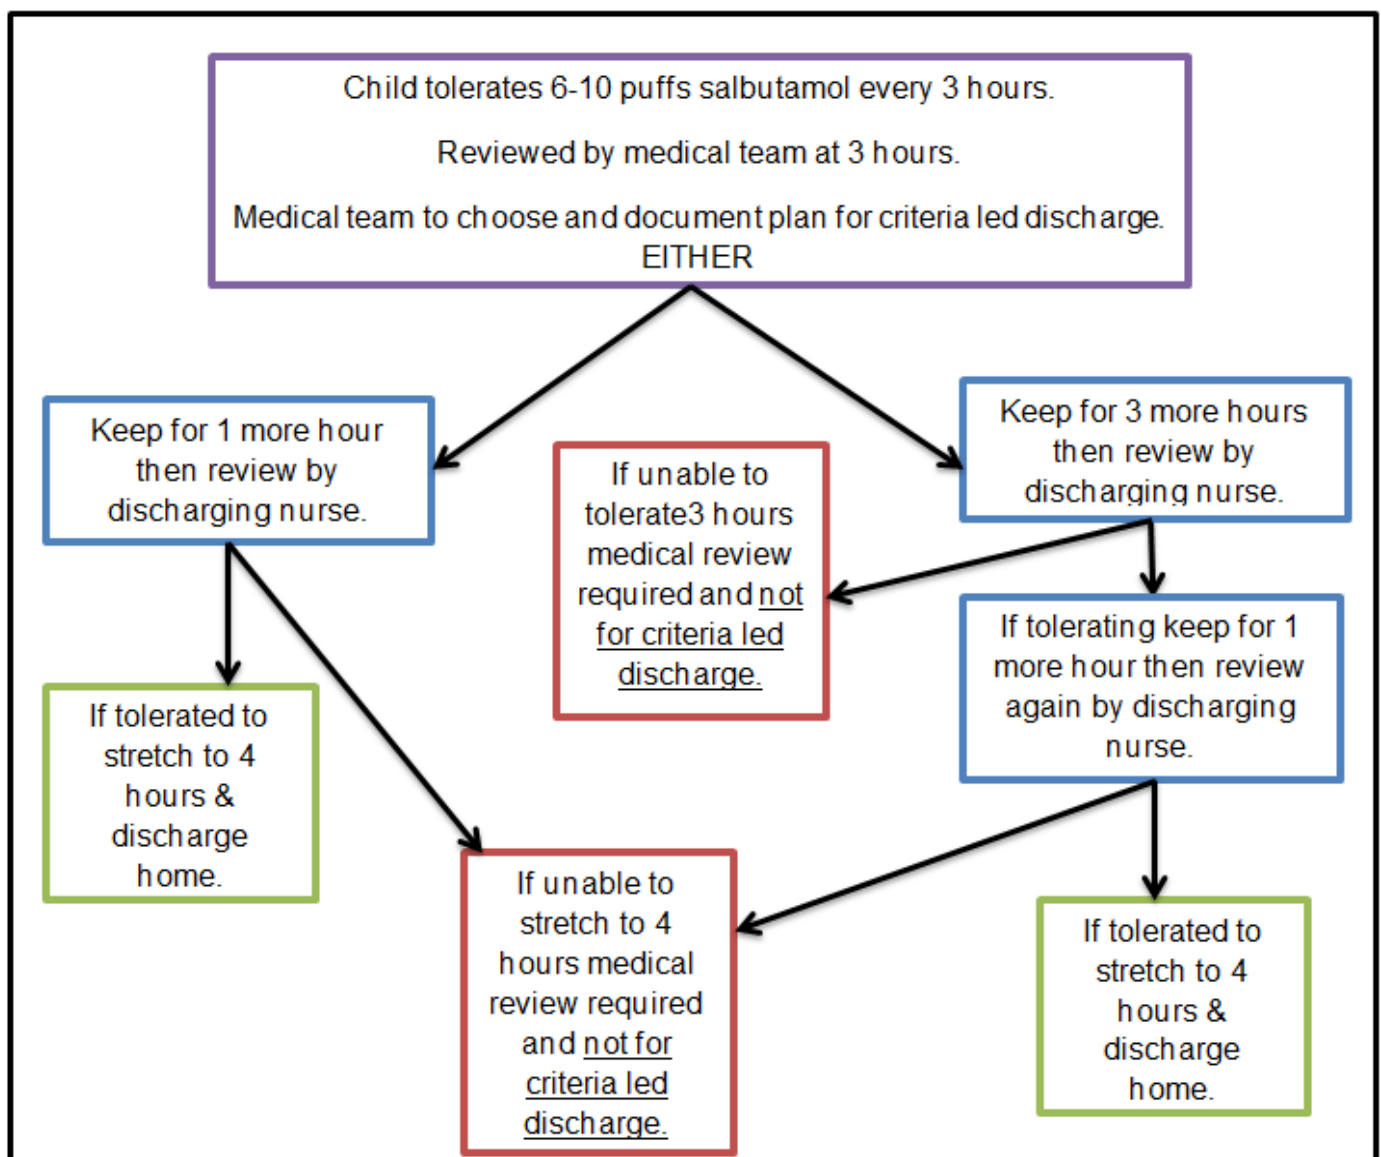 Child tolerates 6-10 puffs salbutamol every 3 hours.
Reviewed by medical team at 3 hours.
Medical team to choose and document plan for criteria led discharge.
EITHER
Keep for 1 more hour
then review by
discharging nurse.
Keep for 3 more hours
then review by
discharging nurse.
If unable to
tolerate3 hours
medical review
required and not
for criteria led
discharge.
If tolerating keep for 1
more hour then review
again by discharging
nurse.
If tolerated to
stretch to 4
hours &
discharge
home.
If unable to
stretch to 4
hours medical
review required
and not for
criteria led
discharge.
If tolerated to
stretch to 4
hours &
discharge
home.